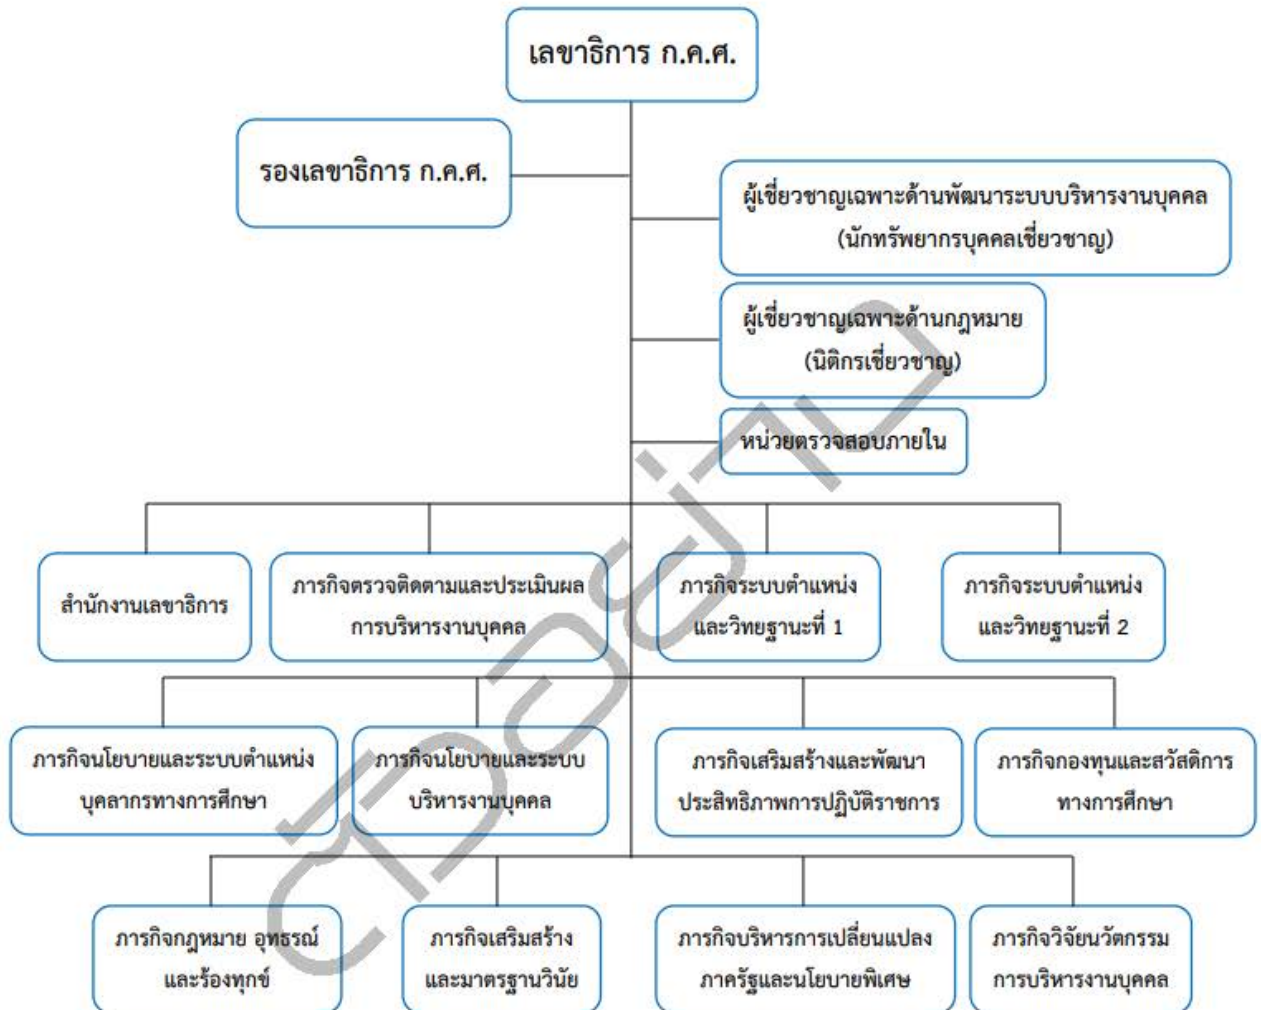 เลขาธิการ ก.ค.ศ.
รองเลขาธิการ ก.ค.ศ.
ผู้เชี่ยวชาญเฉพาะด้านพัฒนาระบบบริหารงานบุคคล
(นักทรัพยากรบุคคลเชี่ยวชาญ)
ผู้เชี่ยวชาญเฉพาะด้านกฎหมาย
(นิติกรเชี่ยวชาญ)
หน่วยตรวจสอบภายใน
สำนักงานเลขาธิการ
ภารกิจตรวจติดตามและประเมินผล
การบริหารงานบุคคล
ภารกิจระบบตำแหน่ง
และวิทยฐานะที่ 1
ภารกิจระบบตำแหน่ง
และวิทยฐานะที่ 2
ภารกิจนโยบายและระบบตำแหน่ง
บุคลากรทางการศึกษา
ภารกิจนโยบายและระบบ
บริหารงานบุคคล
ภารกิจเสริมสร้างและพัฒนา
ประสิทธิภาพการปฏิบัติราชการ
ภารกิจกองทุนและสวัสดิการ
ทางการศึกษา
ภารกิจกฎหมาย อุทธรณ์
และร้องทุกข์
ภารกิจเสริมสร้าง
และมาตรฐานวินัย
ภารกิจบริหารการเปลี่ยนแปลง
ภาครัฐและนโยบายพิเศษ
ภารกิจวิจัยนวัตกรรม
การบริหารงานบุคคล
ตัวอย่าง